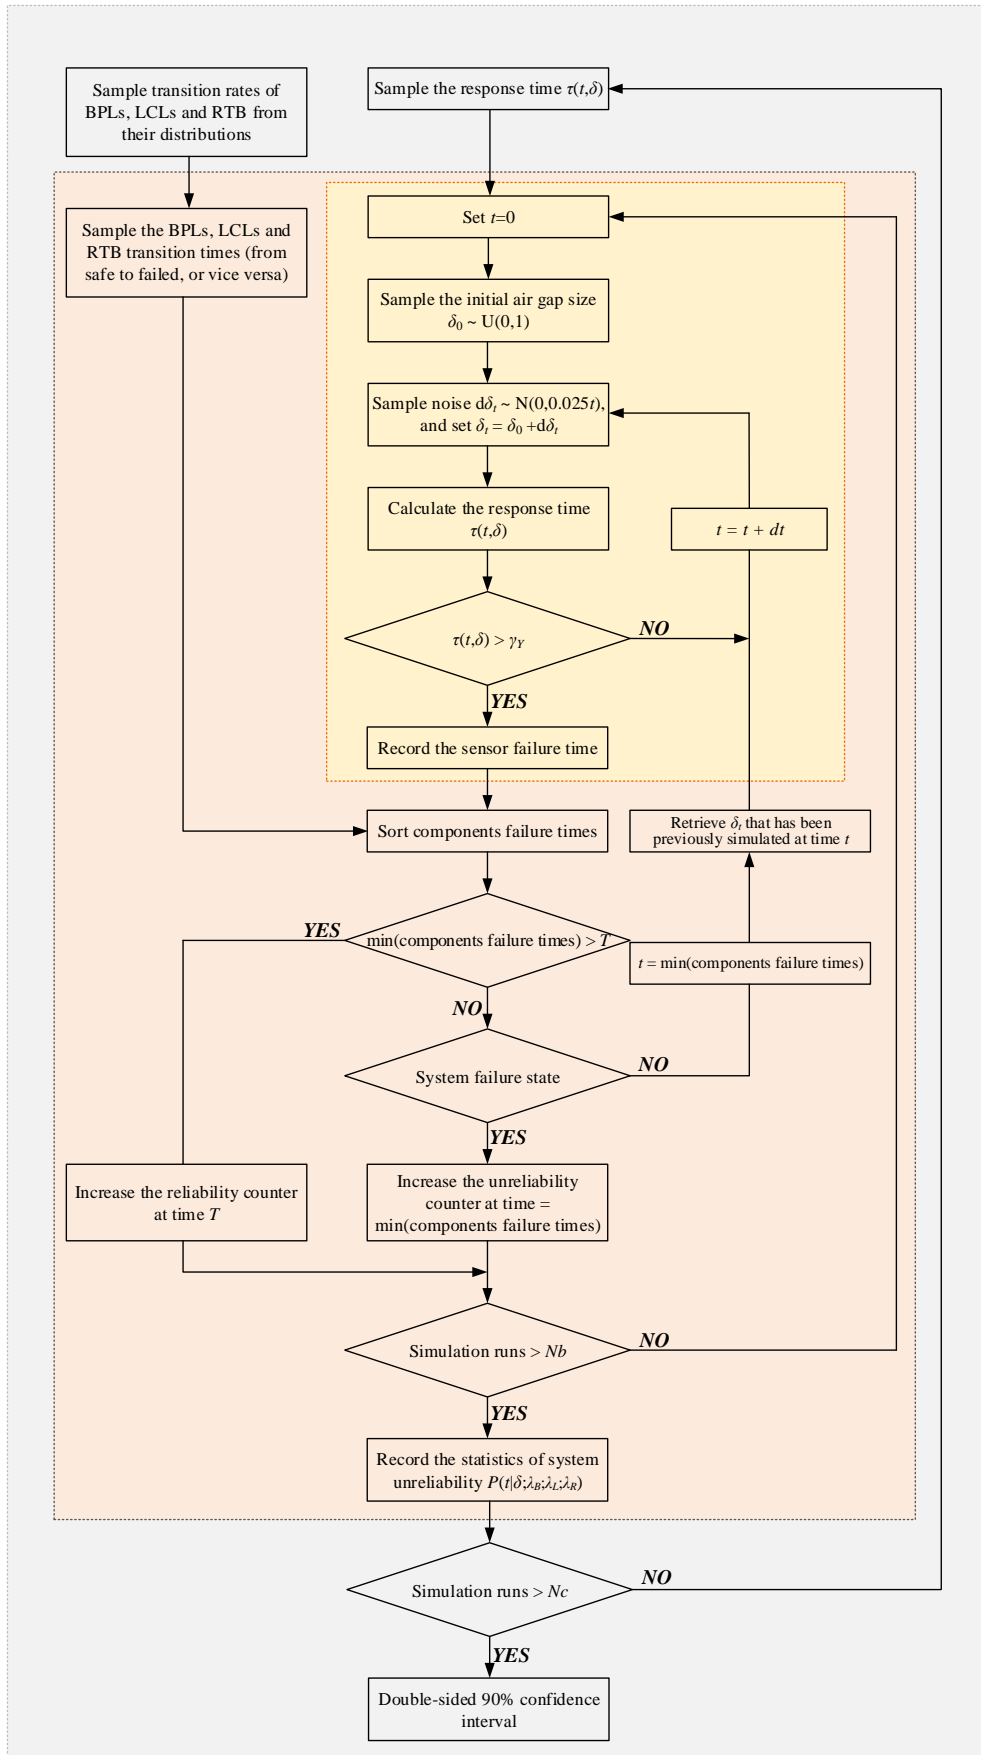 Sample transition rates of
BPLs, LCLs and RTB from
their distributions
Sample the response time τ(t,δ)
Sample the BPLs, LCLs and
RTB transition times (from
safe to failed, or vice versa)
Set t=0
Sample the initial air gap size
δ₀ ~ U(0,1)
Sample noise dδₜ ~ N(0,0.025t),
and set δₜ = δ₀ +dδₜ
Calculate the response time
τ(t,δ)
t = t + dt
τ(t,δ) > γ_Y
NO
YES
Record the sensor failure time
Sort components failure times
Retrieve δₜ that has been
previously simulated at time t
YES
min(components failure times) > T
t = min(components failure times)
NO
System failure state
NO
YES
Increase the reliability counter
at time T
Increase the unreliability
counter at time =
min(components failure times)
Simulation runs > Nb
NO
YES
Record the statistics of system
unreliability P(t|δ;λ_B;λ_L;λ_R)
Simulation runs > Nc
NO
YES
Double-sided 90% confidence
interval